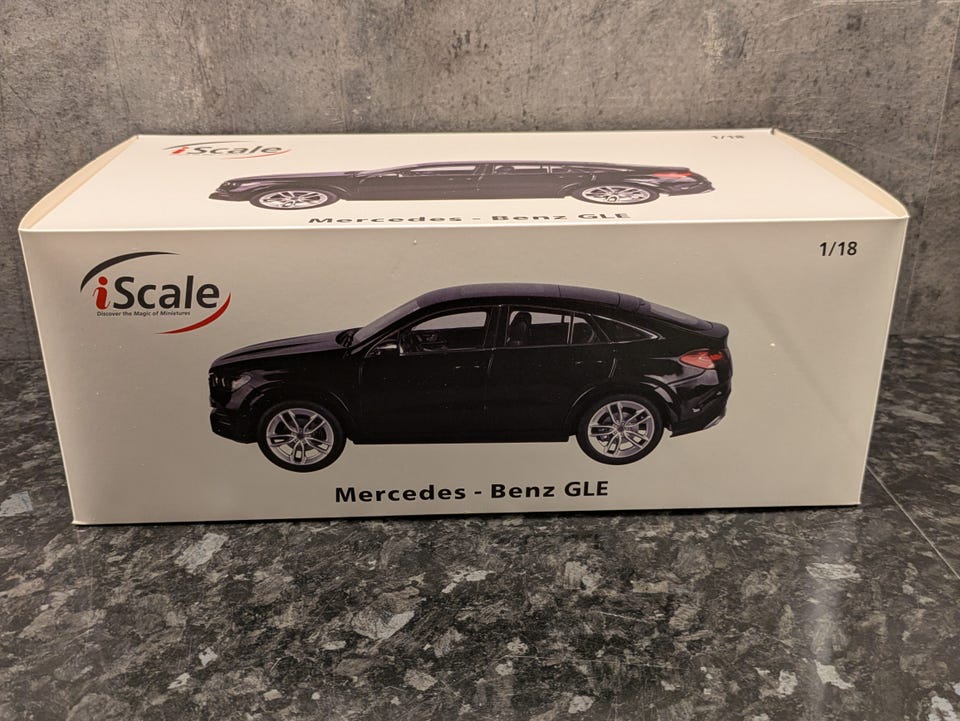 iScale
1/18
Mercedes - Benz GLE
1/18
iScale
Discover the Magic of Miniatures
Mercedes - Benz GLE